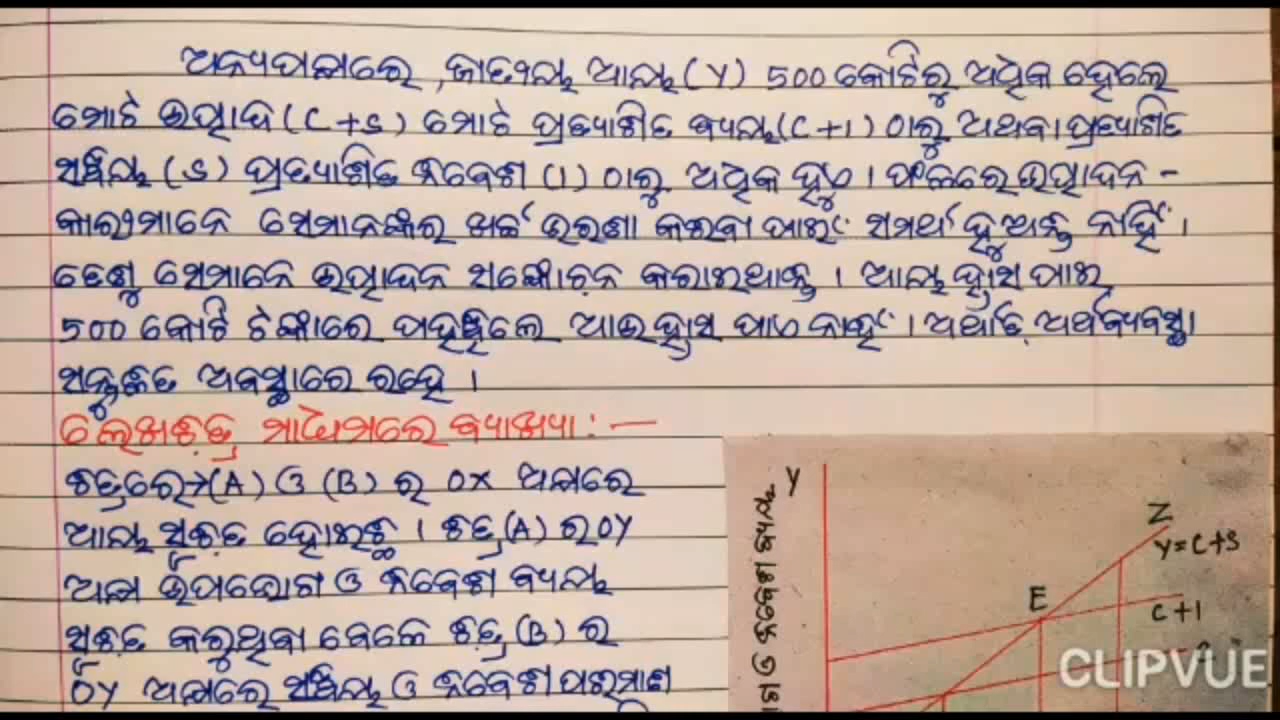 ଅନ୍ୟପକ୍ଷରେ, ଜାତୀୟ ଆୟ (Y) 500 କୋଟିରୁ ଅଧିକ ହେଲେ
ମୋଟ ଉତ୍ପାଦ (C+S) ମୋଟ ପ୍ରତ୍ୟାଶିତ ବ୍ୟୟ (C+I) ଠାରୁ ଅଥବା ପ୍ରତ୍ୟାଶିତ
ସଞ୍ଚୟ (S) ପ୍ରତ୍ୟାଶିତ ନିବେଶ (I) ଠାରୁ ଅଧିକ ହୁଏ । ଫଳରେ ଉତ୍ପାଦନ -
କାରୀମାନେ ସେମାନଙ୍କର ଖର୍ଚ୍ଚ ଭରଣା କରିବା ପାଇଁ ସମର୍ଥ ହୁଅନ୍ତି ନାହିଁ ।
ତେଣୁ ସେମାନେ ଉତ୍ପାଦନ ସଙ୍କୋଚନ କରାଇଥାନ୍ତି । ଆୟ ହ୍ରାସ ପାଇ
500 କୋଟି ଟଙ୍କାରେ ପହଞ୍ଚିଲେ ଆଉ ହ୍ରାସ ପାଏ ନାହିଁ । ଅର୍ଥାତ୍ ଅର୍ଥବ୍ୟବସ୍ଥା
ସନ୍ତୁଳିତ ଅବସ୍ଥାରେ ରହେ ।
ଲେଖଚିତ୍ର ମାଧ୍ୟମରେ ବ୍ୟାଖ୍ୟା : —
ଚିତ୍ରରେ (A) ଓ (B) ର OX ଅକ୍ଷରେ
ଆୟ ସୂଚିତ ହୋଇଛି । ଚିତ୍ର (A) ର OY
ଅକ୍ଷ ଉପଭୋଗ ଓ ନିବେଶ ବ୍ୟୟ
ସୂଚିତ କରୁଥିବା ବେଳେ ଚିତ୍ର (B) ର
OY ଅକ୍ଷରେ ସଞ୍ଚୟ ଓ ନିବେଶ ପରିମାଣ
Y
ଓ ନିବେଶ ବ୍ୟୟ
Z
Y=C+S
E
C+I
CLIPVUE